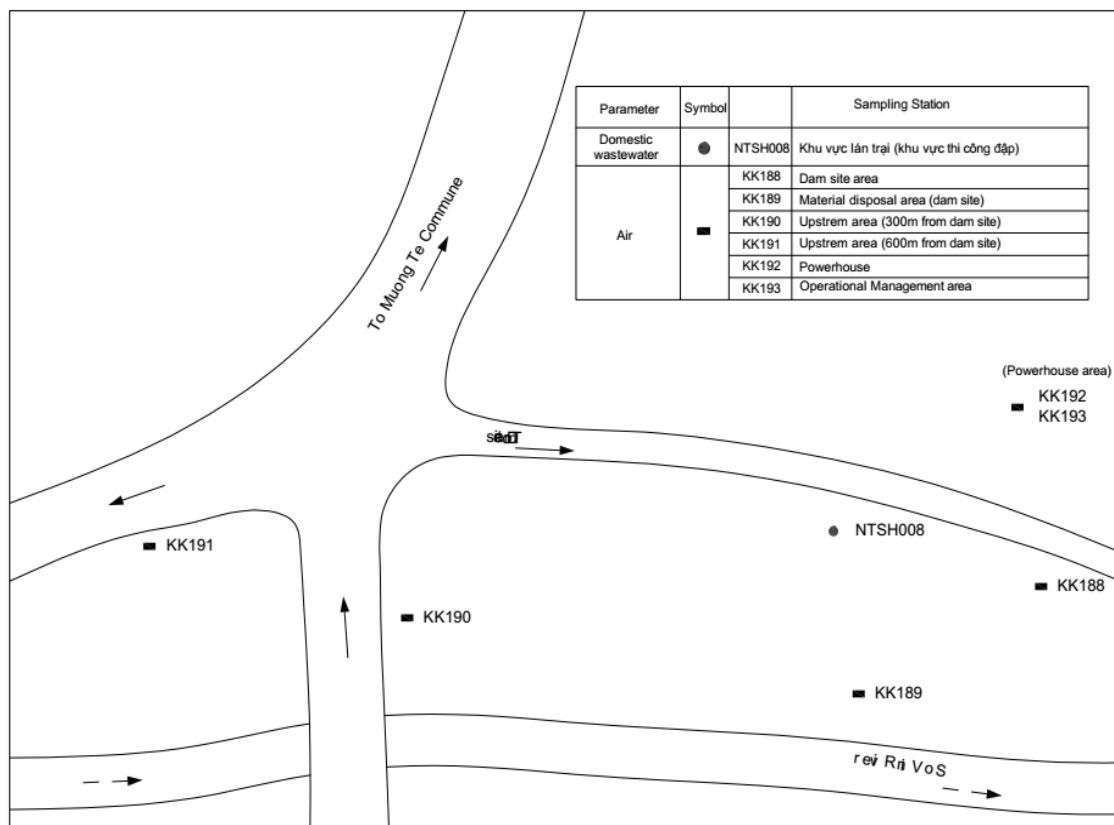 Parameter Symbol Sampling Station
Domestic wastewater NTSH008 Khu vực lán trại (khu vực thi công đập)
Air
KK188 Dam site area
KK189 Material disposal area (dam site)
KK190 Upstrem area (300m from dam site)
KK191 Upstrem area (600m from dam site)
KK192 Powerhouse
KK193 Operational Management area
To Muong Te Commune
(Powerhouse area)
KK192
KK193
NTSH008
KK191
KK188
KK190
KK189